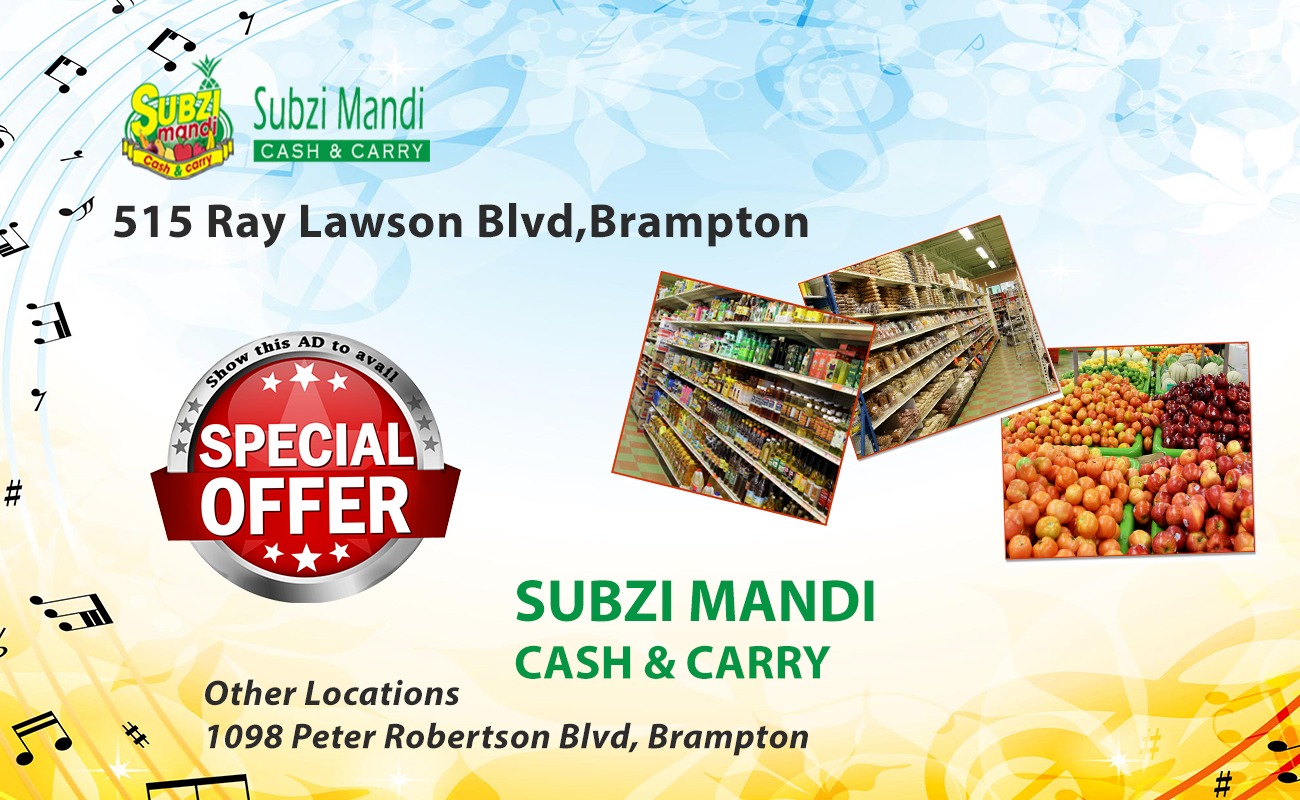 SUBZI
mandi
Cash & carry
Subzi Mandi
CASH & CARRY
515 Ray Lawson Blvd,Brampton
Show this AD to avail
SPECIAL
OFFER
SUBZI MANDI
CASH & CARRY
Other Locations
1098 Peter Robertson Blvd, Brampton